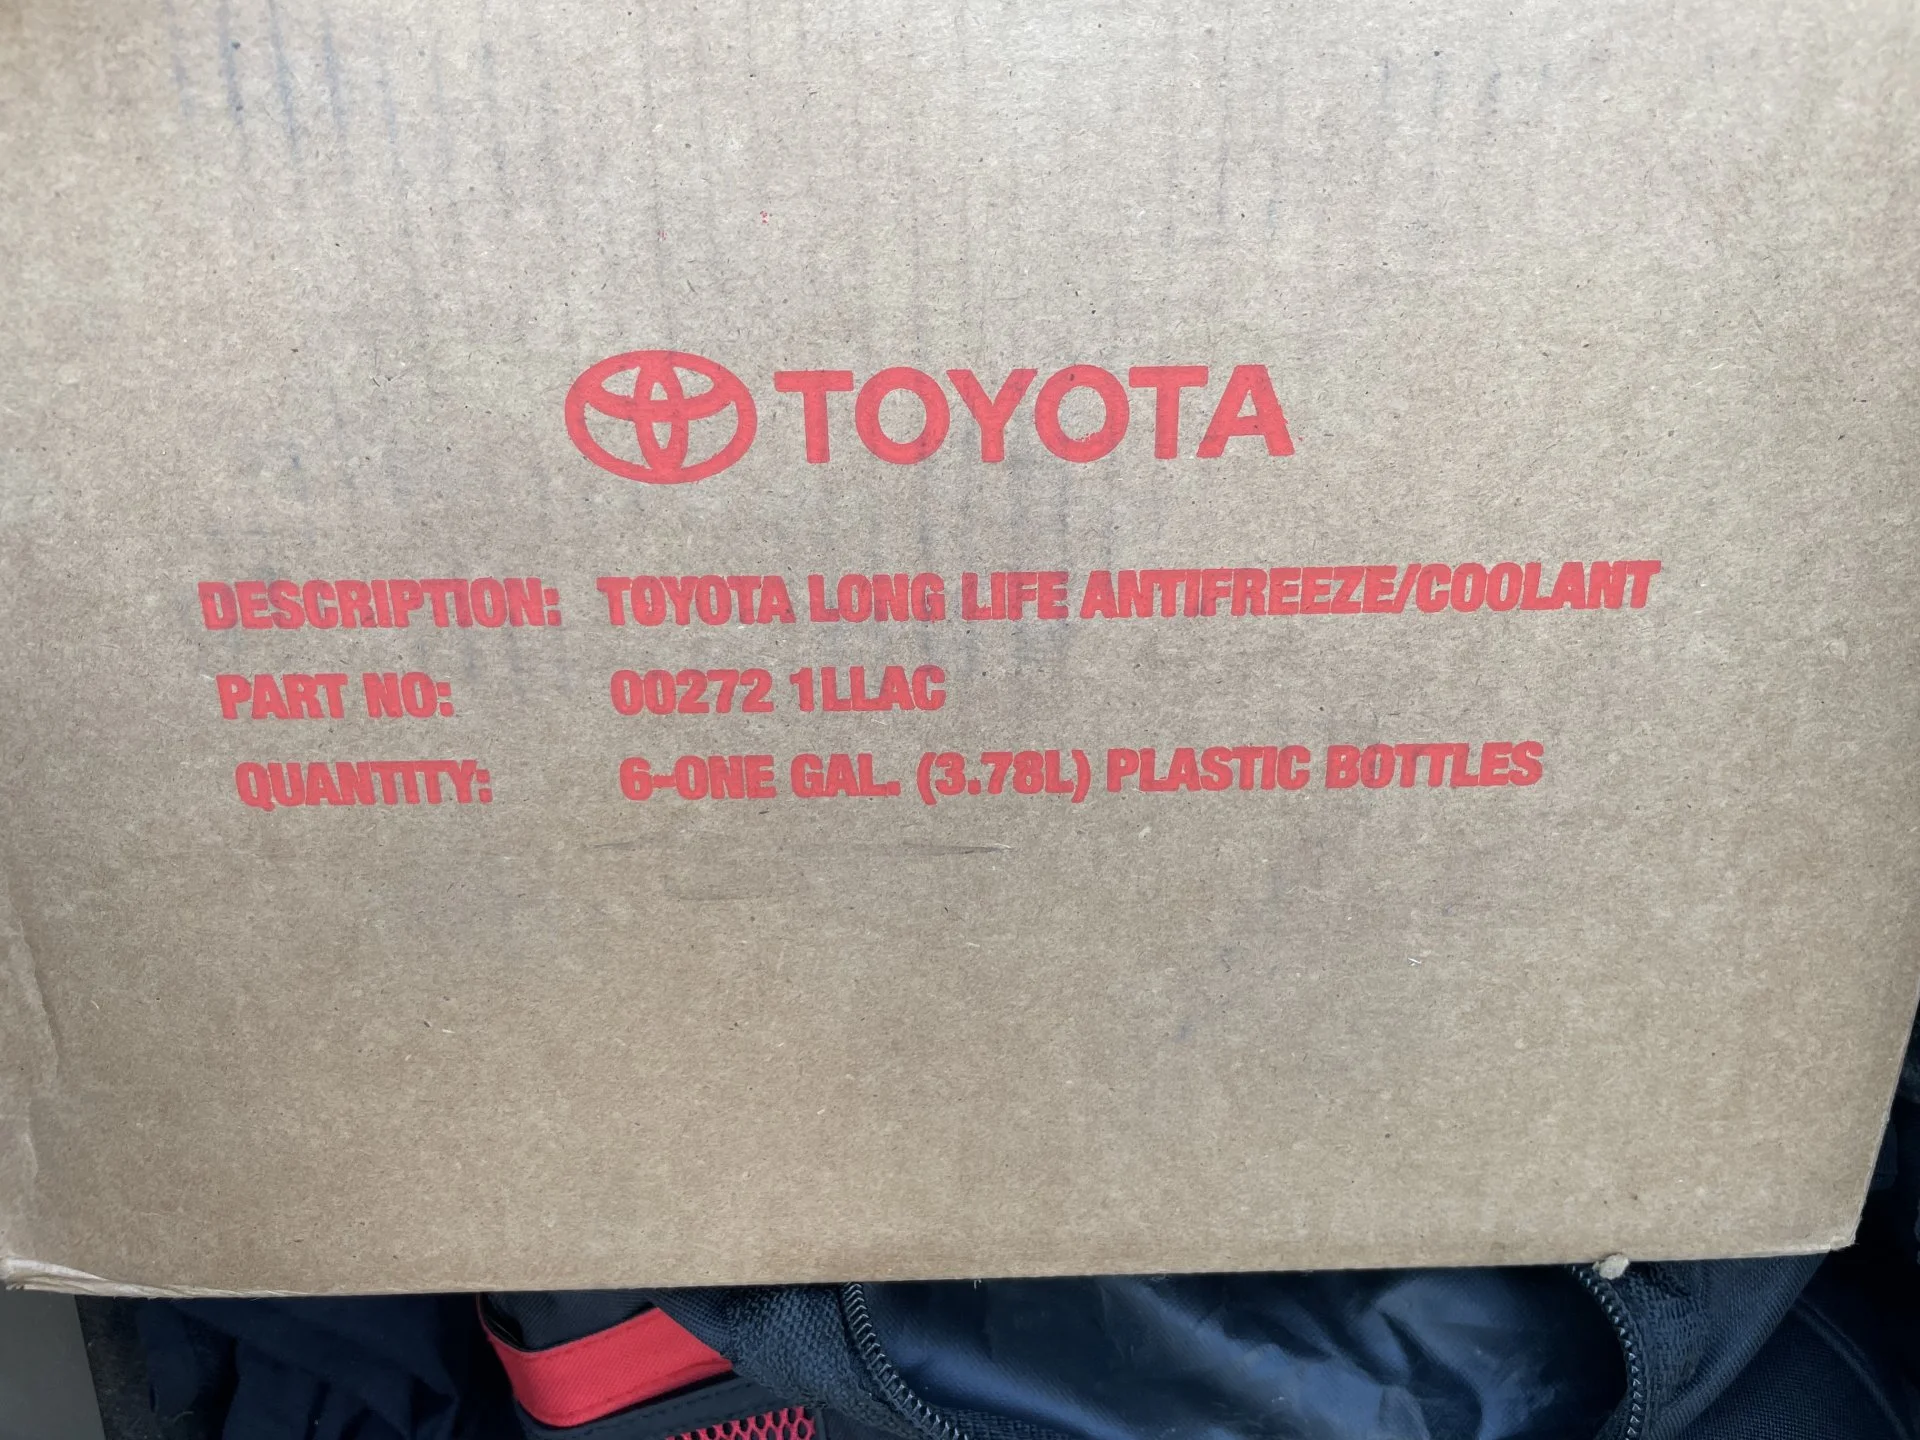 TOYOTA
DESCRIPTION: TOYOTA LONG LIFE ANTIFREEZE/COOLANT
PART NO: 00272 1LLAC
QUANTITY: 6-ONE GAL. (3.78L) PLASTIC BOTTLES